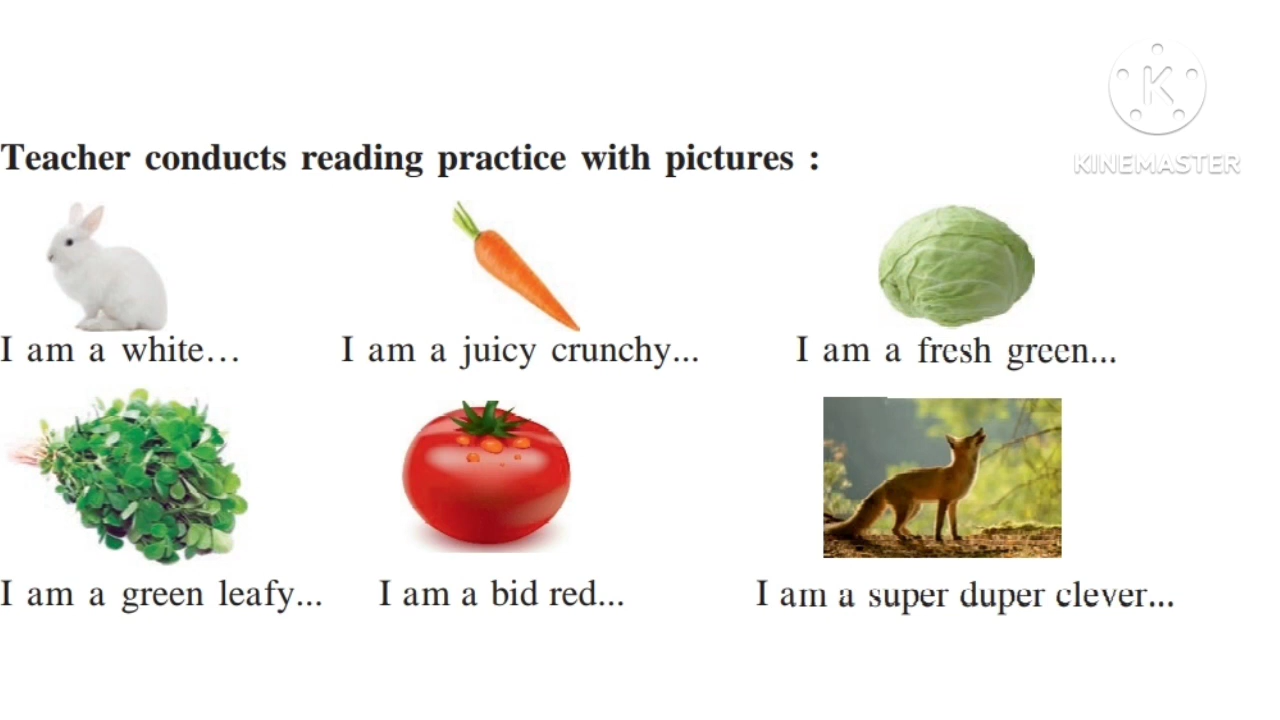 KINEMASTER
Teacher conducts reading practice with pictures :
I am a white... I am a juicy crunchy... I am a fresh green...
I am a green leafy... I am a bid red... I am a super duper clever...